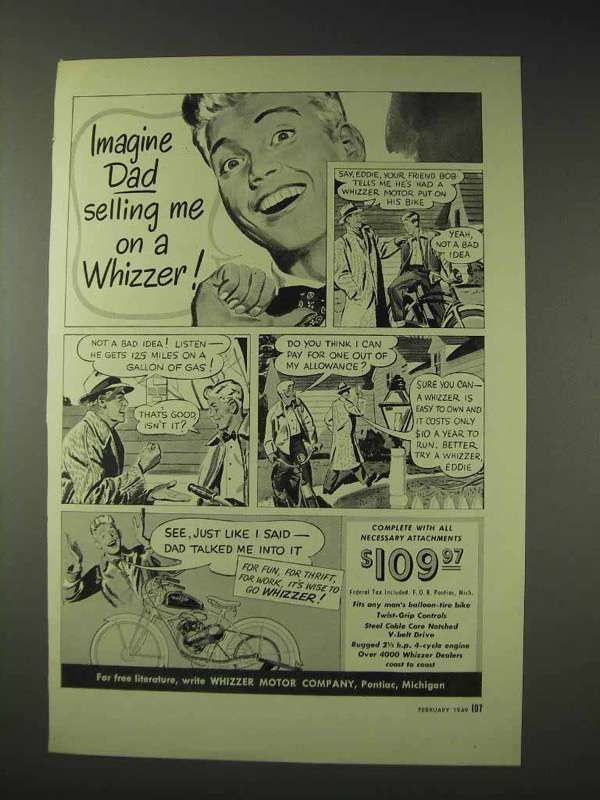 Imagine
Dad
selling me
on a
Whizzer!
SAY, EDDIE, YOUR FRIEND BOB
TELLS ME HE'S HAD A
WHIZZER MOTOR PUT ON
HIS BIKE
YEAH,
NOT A BAD
IDEA
NOT A BAD IDEA! LISTEN—
HE GETS 125 MILES ON A
GALLON OF GAS!
THAT'S GOOD
ISN'T IT?
DO YOU THINK I CAN
PAY FOR ONE OUT OF
MY ALLOWANCE?
SURE YOU CAN—
A WHIZZER IS
EASY TO OWN AND
IT COSTS ONLY
$10 A YEAR TO
RUN. BETTER
TRY A WHIZZER,
EDDIE
SEE, JUST LIKE I SAID—
DAD TALKED ME INTO IT
FOR FUN, FOR THRIFT,
FOR WORK, IT'S WISE TO
GO WHIZZER!
COMPLETE WITH ALL
NECESSARY ATTACHMENTS
$109.97
Federal Tax Included. F.O.B. Pontiac, Mich.
Fits any man's balloon-tire bike
Twist-Grip Controls
Steel Cable Core Notched
V-belt Drive
Rugged 2½ h.p. 4-cycle engine
Over 4000 Whizzer Dealers
coast to coast
For free literature, write WHIZZER MOTOR COMPANY, Pontiac, Michigan
FEBRUARY 1949 107